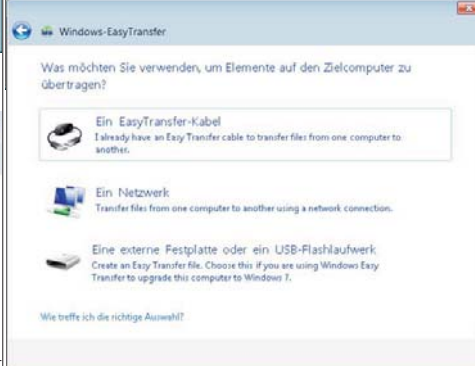 Windows-EasyTransfer
Was möchten Sie verwenden, um Elemente auf den Zielcomputer zu
übertragen?
Ein EasyTransfer-Kabel
I already have an Easy Transfer cable to transfer files from one computer to
another.
Ein Netzwerk
Transfer files from one computer to another using a network connection.
Eine externe Festplatte oder ein USB-Flashlaufwerk
Create an Easy Transfer file. Choose this if you are using Windows Easy
Transfer to upgrade this computer to Windows 7.
Wie treffe ich die richtige Auswahl?